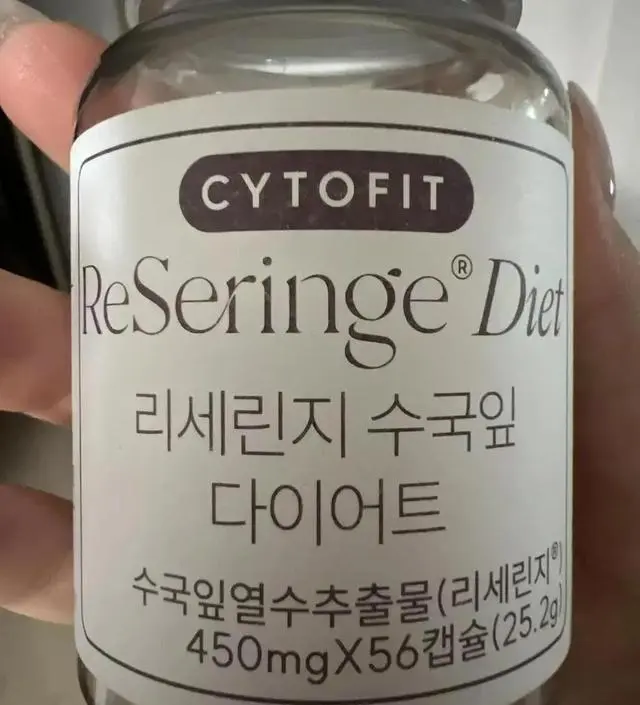 CYTOFIT
ReSeringe® Diet
리세린지 수국잎
다이어트
수국잎열수추출물(리세린지®)
450mgX56캡슐(25.2g)